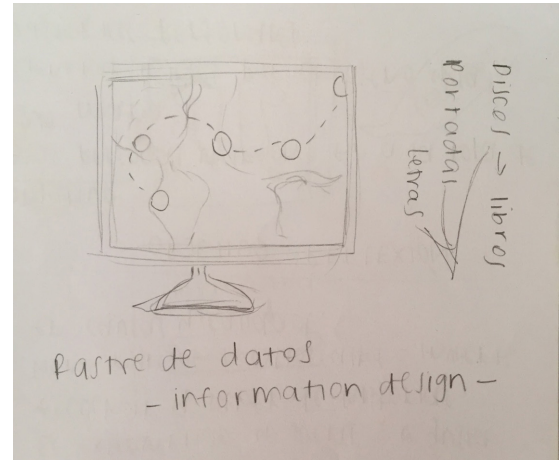 Discos → libros
Portadas
letras
Rastre de datos
- information design -